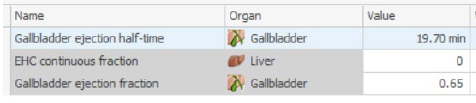 Name Organ Value
Gallbladder ejection half-time Gallbladder 19.70 min
EHC continuous fraction Liver 0
Gallbladder ejection fraction Gallbladder 0.65